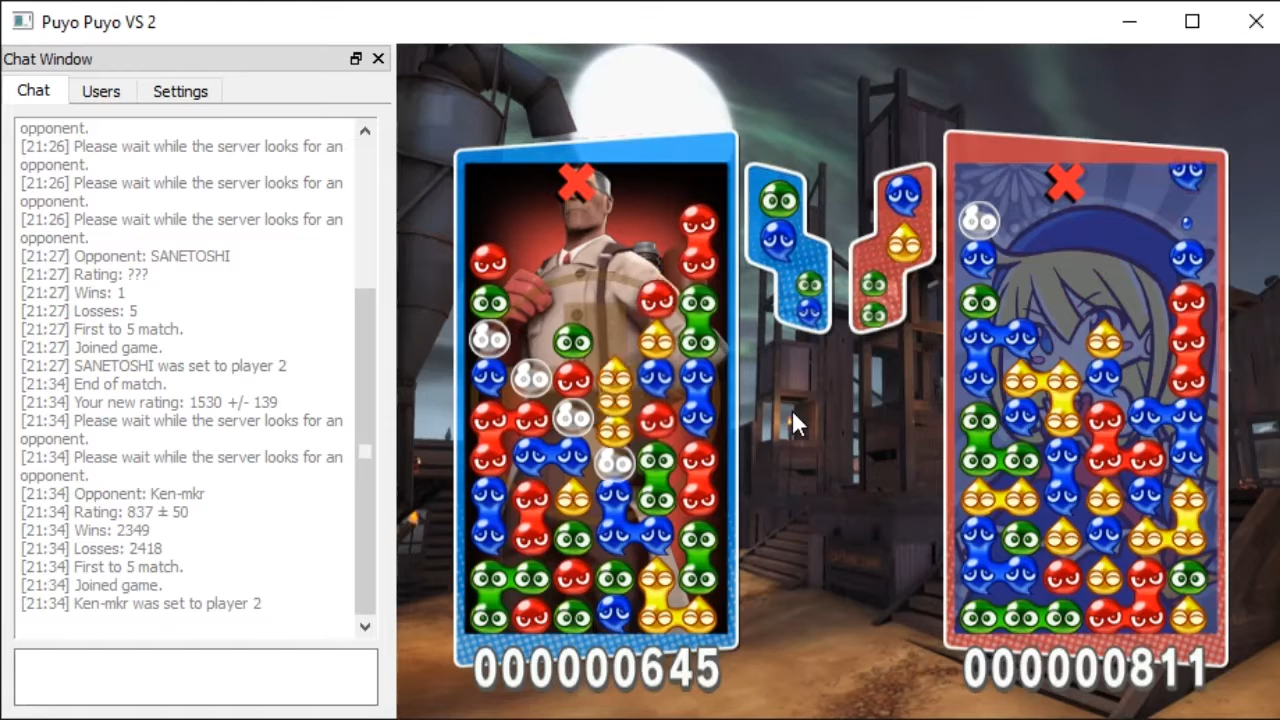 Puyo Puyo VS 2
Chat Window
Chat
Users
Settings
opponent.
[21:26] Please wait while the server looks for an
opponent.
[21:26] Please wait while the server looks for an
opponent.
[21:26] Please wait while the server looks for an
opponent.
[21:27] Opponent: SANETOSHI
[21:27] Rating: ???
[21:27] Wins: 1
[21:27] Losses: 5
[21:27] First to 5 match.
[21:27] Joined game.
[21:27] SANETOSHI was set to player 2
[21:34] End of match.
[21:34] Your new rating: 1530 +/- 139
[21:34] Please wait while the server looks for an
opponent.
[21:34] Please wait while the server looks for an
opponent.
[21:34] Opponent: Ken-mkr
[21:34] Rating: 837 ± 50
[21:34] Wins: 2349
[21:34] Losses: 2418
[21:34] First to 5 match.
[21:34] Joined game.
[21:34] Ken-mkr was set to player 2
000000645
000000811